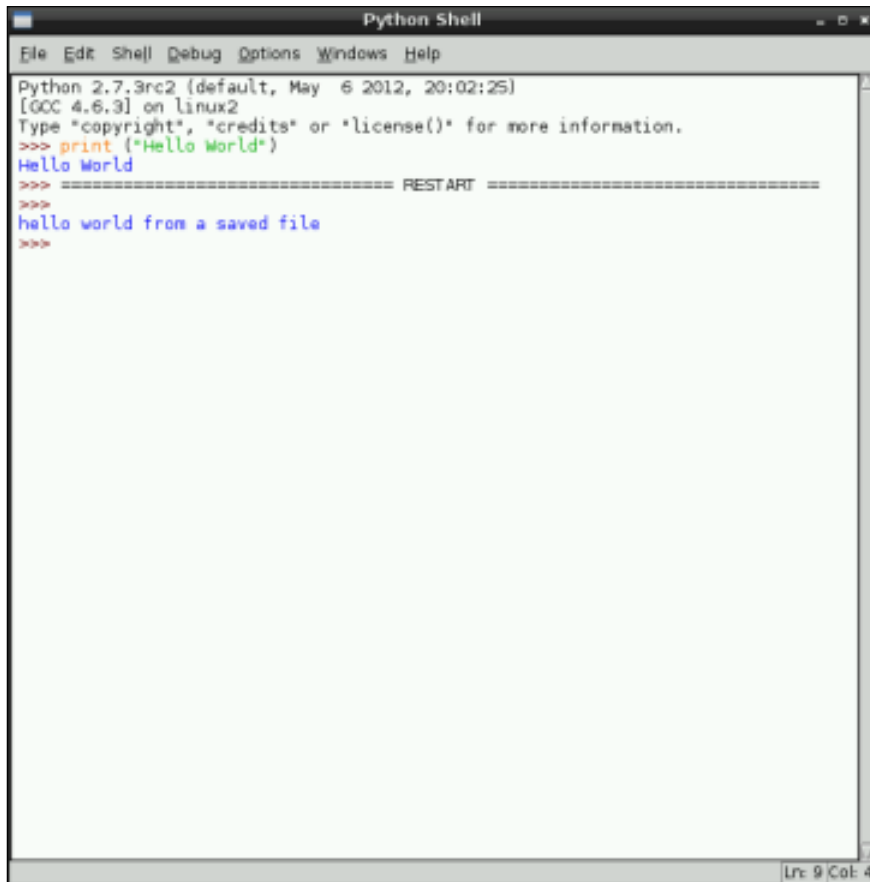 Python Shell
File Edit Shell Debug Options Windows Help
Python 2.7.3rc2 (default, May  6 2012, 20:02:25)
[GCC 4.6.3] on linux2
Type "copyright", "credits" or "license()" for more information.
>>> print ("Hello World")
Hello World
>>> ================================ RESTART ================================
>>>
hello world from a saved file
>>>
Ln: 9 Col: 4